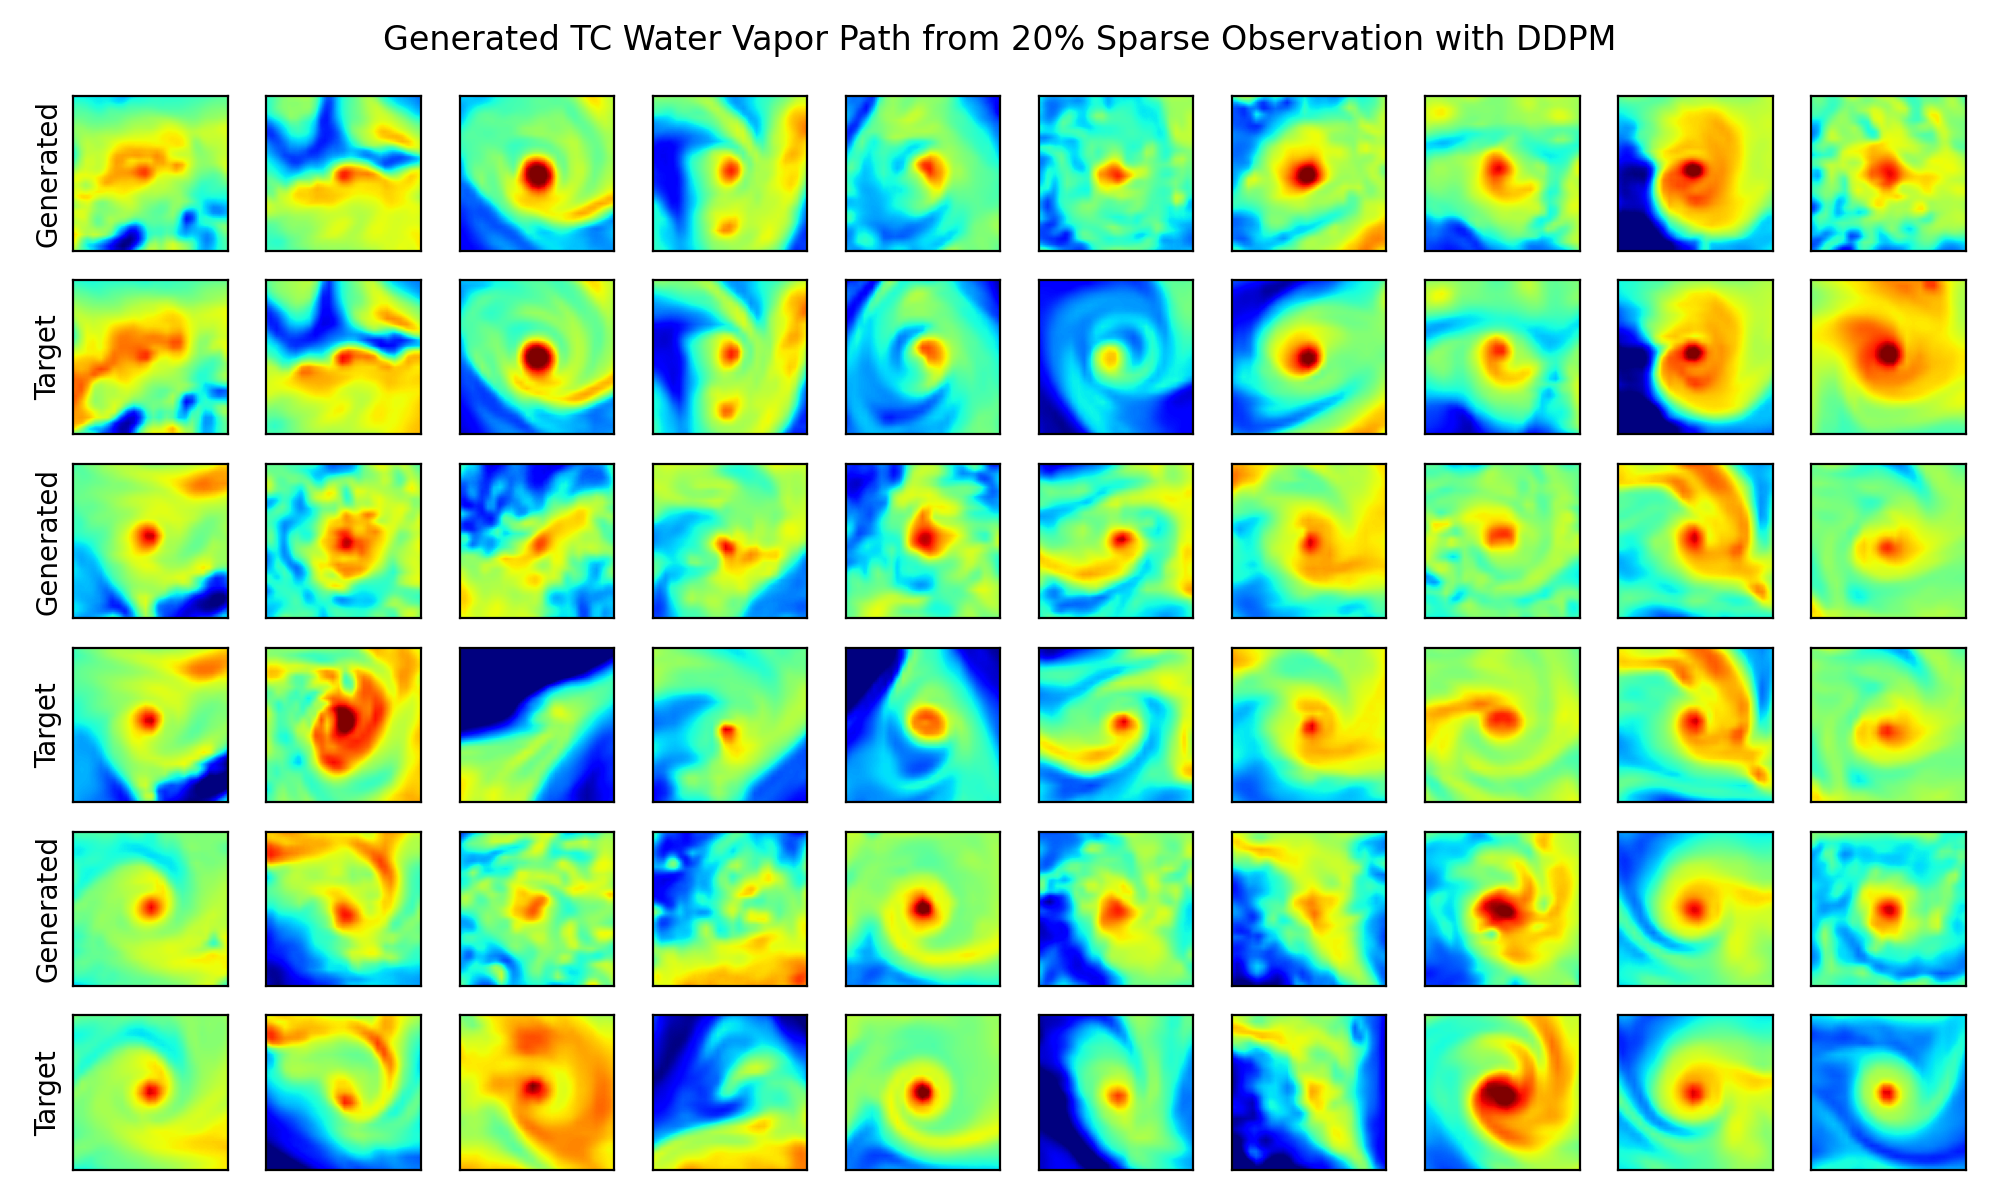 Generated TC Water Vapor Path from 20% Sparse Observation with DDPM
Generated
Target
Generated
Target
Generated
Target